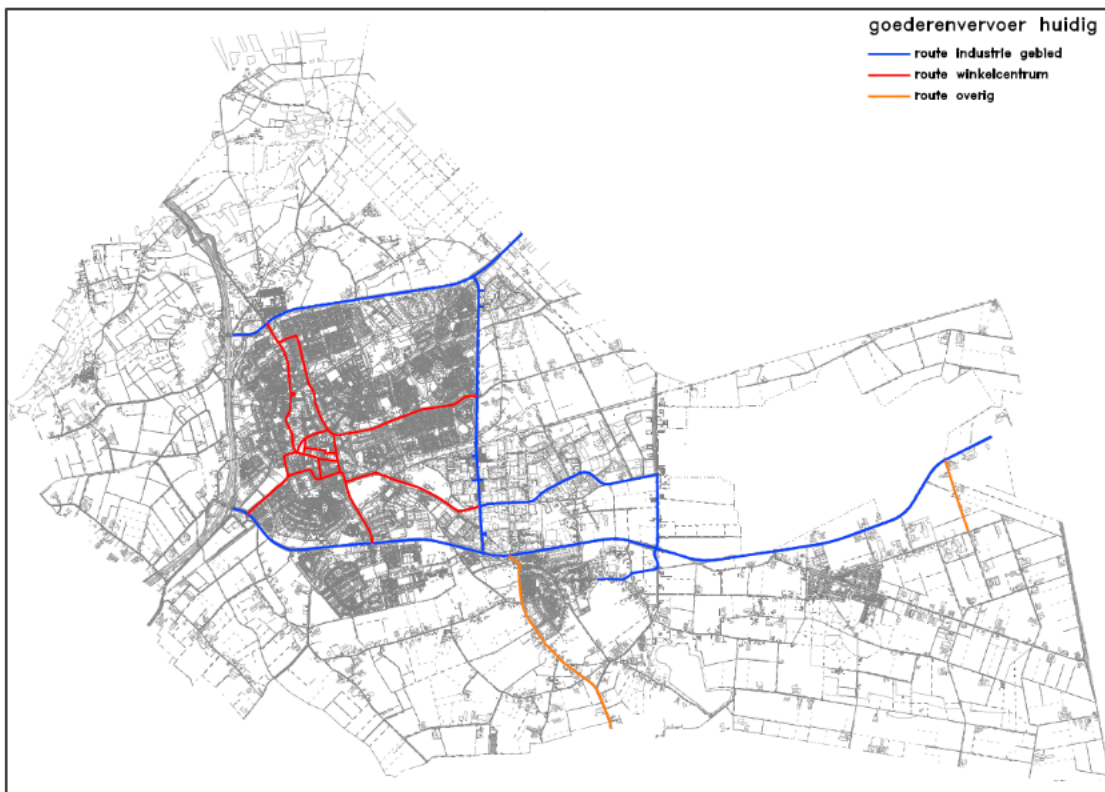 goederenvervoer huidig
route industrie gebied
route winkelcentrum
route overig